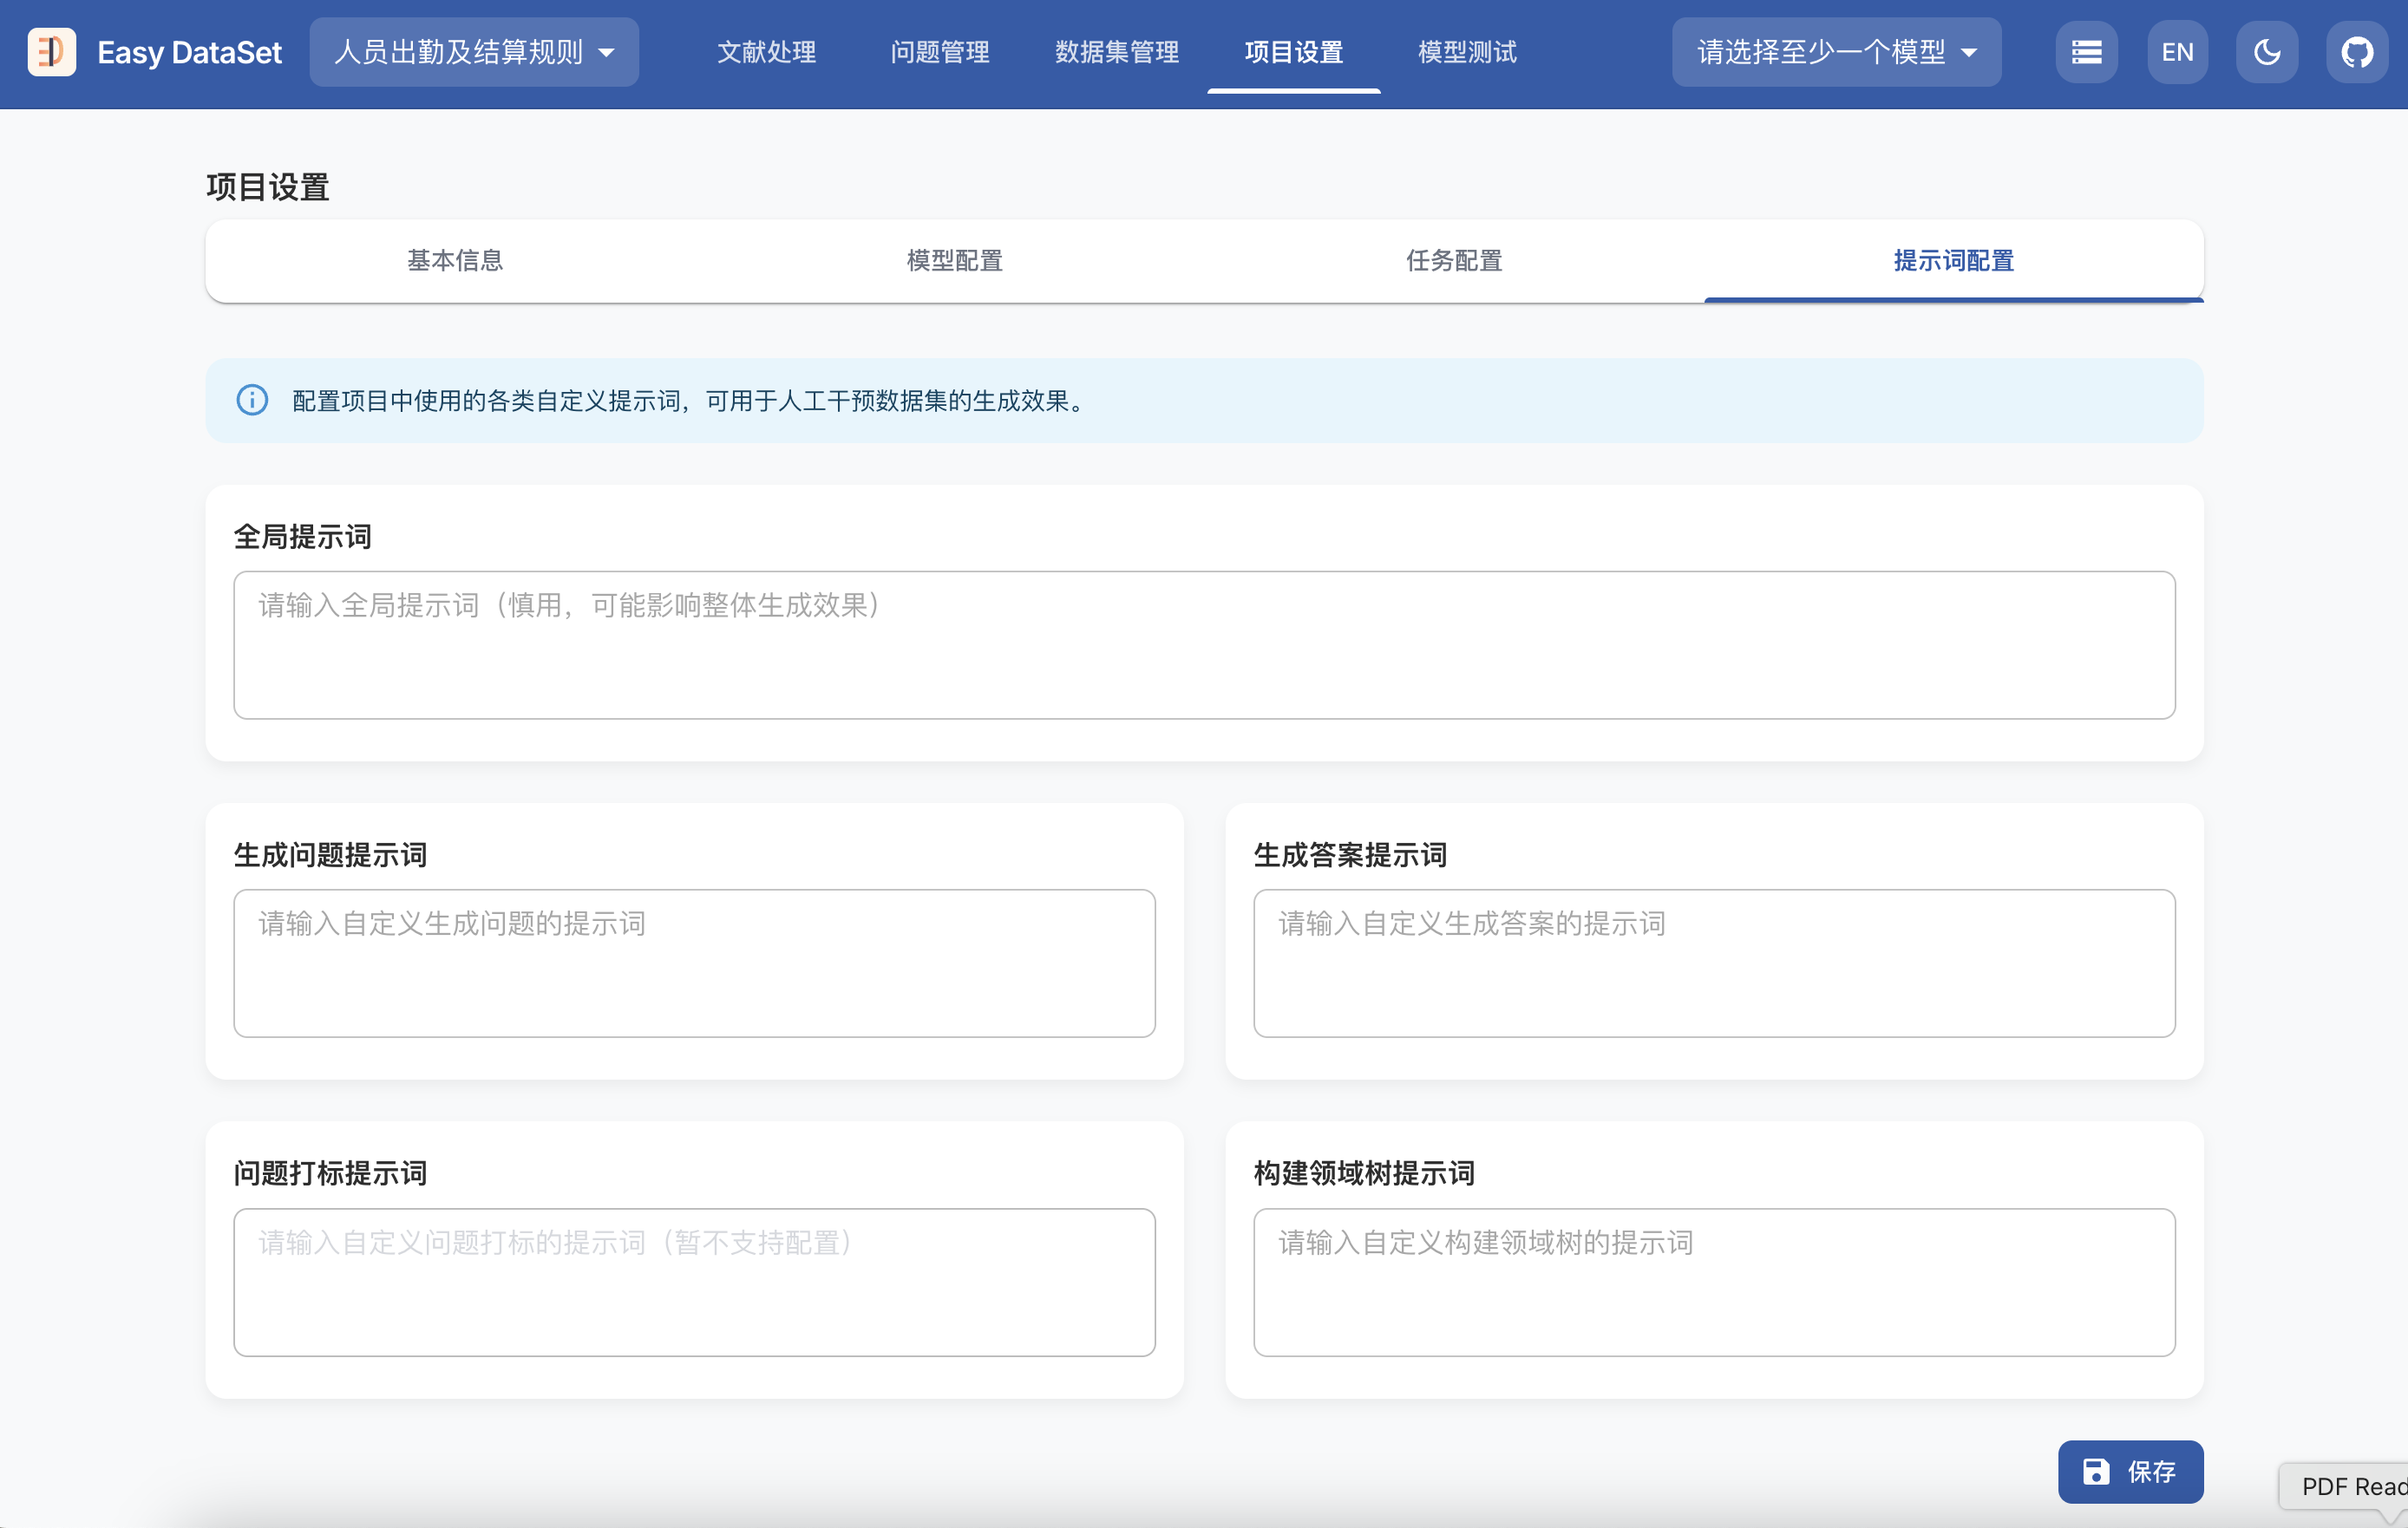 Easy DataSet
人员出勤及结算规则
文献处理
问题管理
数据集管理
项目设置
模型测试
请选择至少一个模型
EN
项目设置
基本信息
模型配置
任务配置
提示词配置
配置项目中使用的各类自定义提示词，可用于人工干预数据集的生成效果。
全局提示词
请输入全局提示词（慎用，可能影响整体生成效果）
生成问题提示词
请输入自定义生成问题的提示词
生成答案提示词
请输入自定义生成答案的提示词
问题打标提示词
请输入自定义问题打标的提示词（暂不支持配置）
构建领域树提示词
请输入自定义构建领域树的提示词
保存
PDF Read